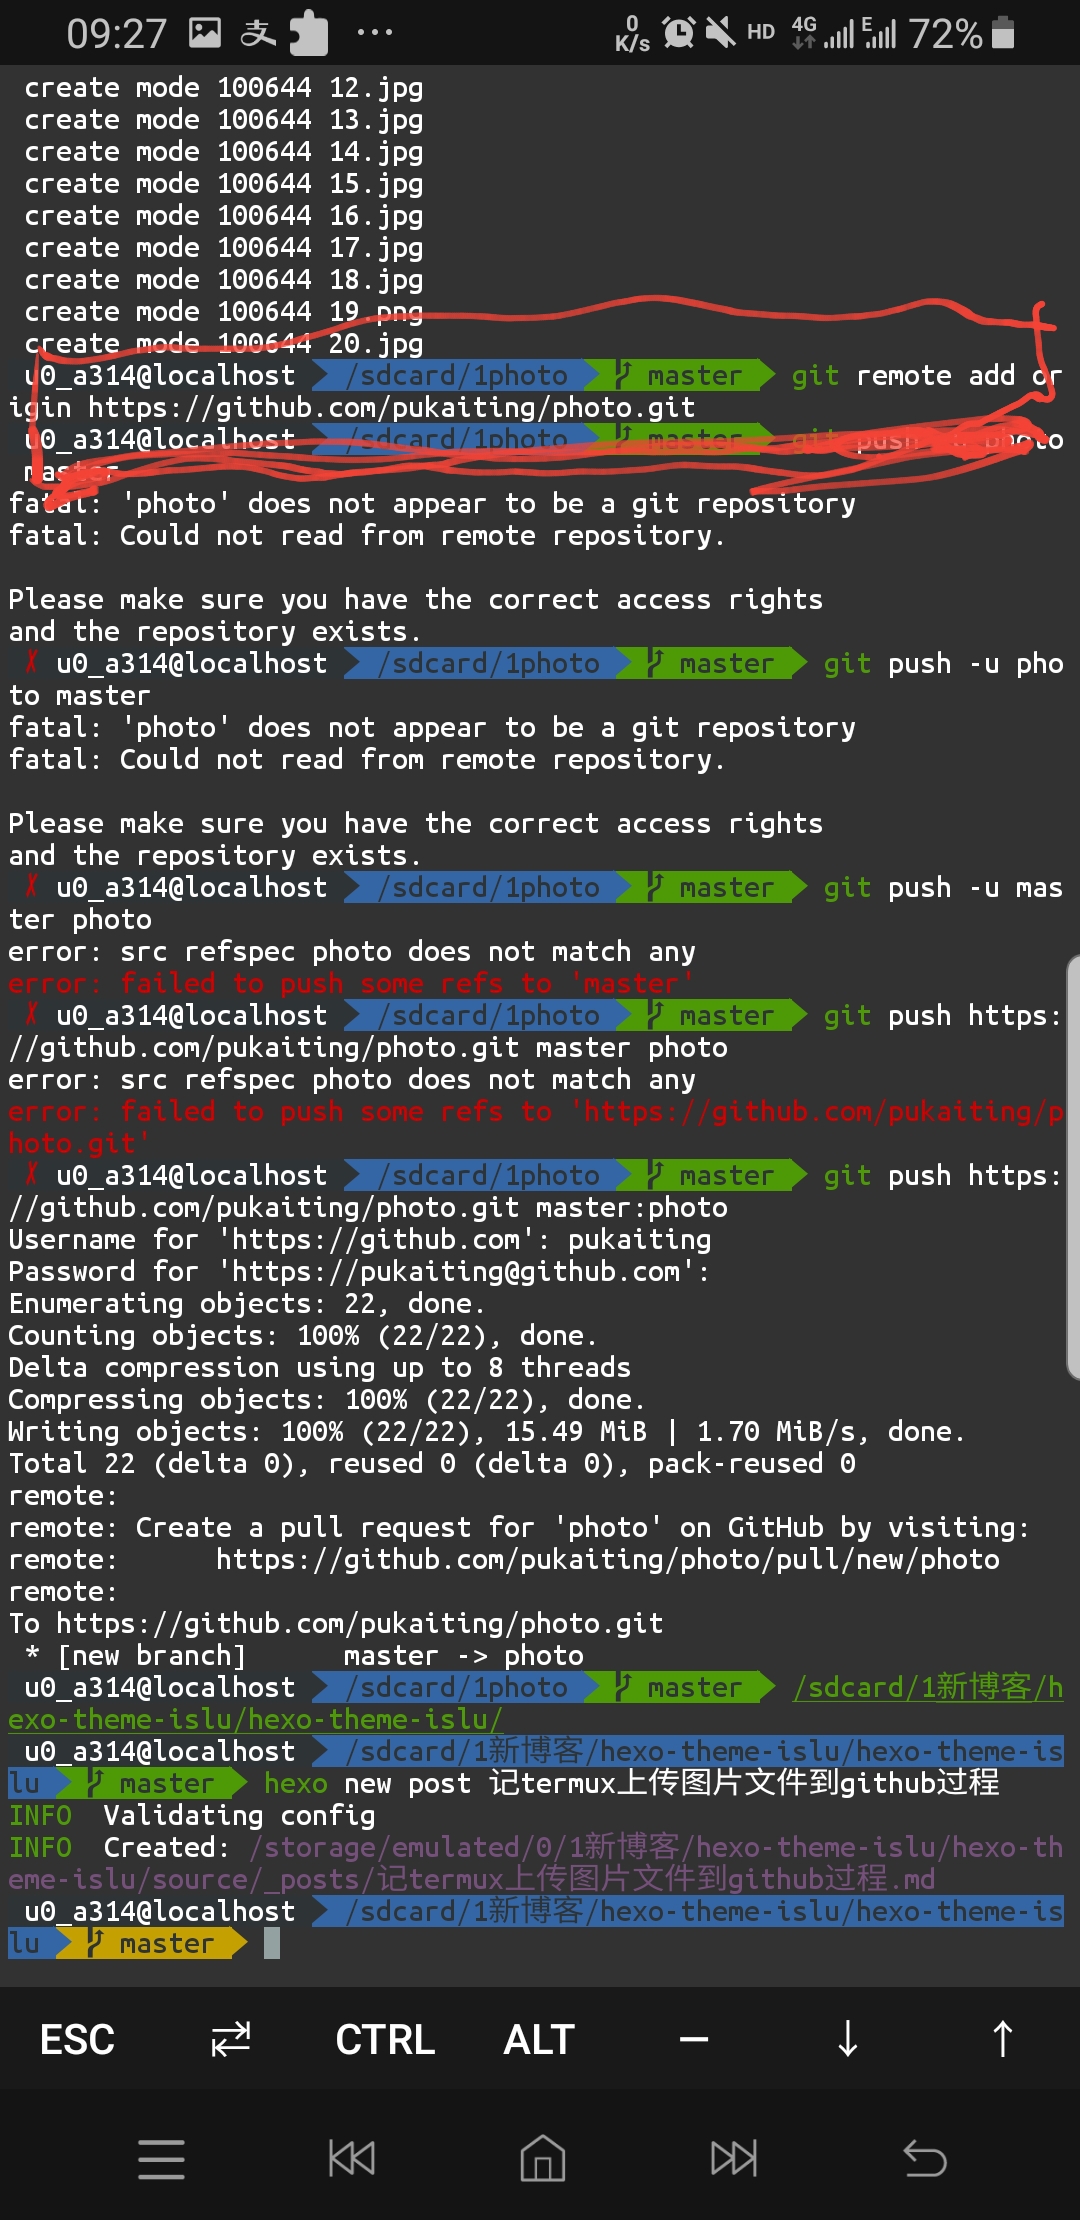 09:27 支 ··· 0 K/s HD 4G E 72%
create mode 100644 12.jpg
create mode 100644 13.jpg
create mode 100644 14.jpg
create mode 100644 15.jpg
create mode 100644 16.jpg
create mode 100644 17.jpg
create mode 100644 18.jpg
create mode 100644 19.png
create mode 100644 20.jpg
u0_a314@localhost /sdcard/1photo master git remote add or
igin https://github.com/pukaiting/photo.git
u0_a314@localhost /sdcard/1photo master git push photo
master
fatal: 'photo' does not appear to be a git repository
fatal: Could not read from remote repository.
Please make sure you have the correct access rights
and the repository exists.
✗ u0_a314@localhost /sdcard/1photo master git push -u pho
to master
fatal: 'photo' does not appear to be a git repository
fatal: Could not read from remote repository.
Please make sure you have the correct access rights
and the repository exists.
✗ u0_a314@localhost /sdcard/1photo master git push -u mas
ter photo
error: src refspec photo does not match any
error: failed to push some refs to 'master'
✗ u0_a314@localhost /sdcard/1photo master git push https:
//github.com/pukaiting/photo.git master photo
error: src refspec photo does not match any
error: failed to push some refs to 'https://github.com/pukaiting/p
hoto.git'
✗ u0_a314@localhost /sdcard/1photo master git push https:
//github.com/pukaiting/photo.git master:photo
Username for 'https://github.com': pukaiting
Password for 'https://pukaiting@github.com':
Enumerating objects: 22, done.
Counting objects: 100% (22/22), done.
Delta compression using up to 8 threads
Compressing objects: 100% (22/22), done.
Writing objects: 100% (22/22), 15.49 MiB | 1.70 MiB/s, done.
Total 22 (delta 0), reused 0 (delta 0), pack-reused 0
remote:
remote: Create a pull request for 'photo' on GitHub by visiting:
remote:      https://github.com/pukaiting/photo/pull/new/photo
remote:
To https://github.com/pukaiting/photo.git
* [new branch]      master -> photo
u0_a314@localhost /sdcard/1photo master /sdcard/1新博客/h
exo-theme-islu/hexo-theme-islu/
u0_a314@localhost /sdcard/1新博客/hexo-theme-islu/hexo-theme-is
lu master hexo new post 记termux上传图片文件到github过程
INFO  Validating config
INFO  Created: /storage/emulated/0/1新博客/hexo-theme-islu/hexo-th
eme-islu/source/_posts/记termux上传图片文件到github过程.md
u0_a314@localhost /sdcard/1新博客/hexo-theme-islu/hexo-theme-is
lu master
ESC ⇄ CTRL ALT — ↓ ↑